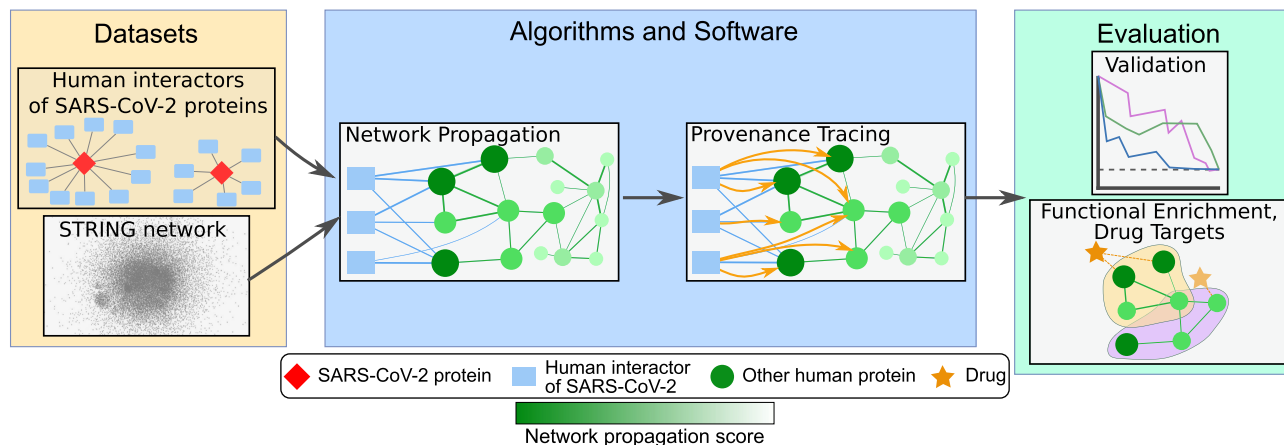 Datasets
Human interactors
of SARS-CoV-2 proteins
STRING network
Algorithms and Software
Network Propagation
Provenance Tracing
Evaluation
Validation
Functional Enrichment,
Drug Targets
SARS-CoV-2 protein
Human interactor
of SARS-CoV-2
Other human protein
Drug
Network propagation score